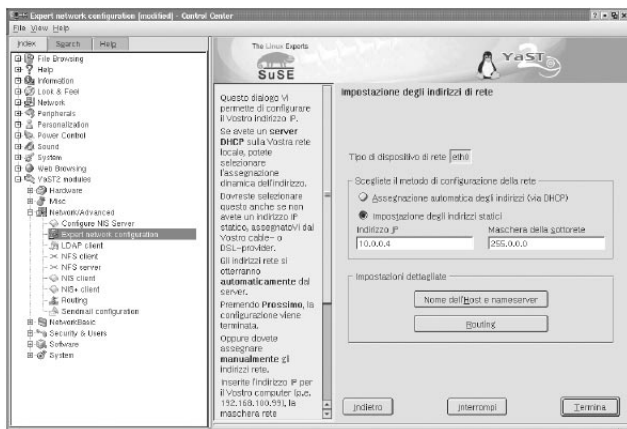 Expert network configuration [modified] - Control Center
File View Help
Index Search Help
File Browsing
Help
Information
Look & Feel
Network
Peripherals
Personalization
Power Control
Sound
System
Web Browsing
YaST2 modules
Hardware
Misc
Network/Advanced
Configure NIS Server
Expert network configuration
LDAP client
NFS client
NFS server
NIS client
NIS+ client
Routing
Sendmail configuration
Network/Basic
Security & Users
Software
System
The Linux Experts
SuSE
YaST
Questo dialogo Vi
permette di configurare
il Vostro indirizzo IP.
Se avete un server
DHCP sulla Vostra rete
locale, potete
selezionare
l'assegnazione
dinamica dell'indirizzo.
Dovreste selezionare
questo anche se non
avete un indirizzo IP
statico, assegnatoVi dal
Vostro cable- o
DSL-provider.
Gli indirizzi rete si
otterranno
automaticamente dal
server.
Premendo Prossimo, la
configurazione viene
terminata.
Oppure dovete
assegnare
manualmente gli
indirizzi rete.
Inserite l'indirizzo IP per
il Vostro computer (p.e.
192.168.100.99), la
maschera rete
Impostazione degli indirizzi di rete
Tipo di dispositivo di rete eth0
Scegliete il metodo di configurazione della rete
Assegnazione automatica degli indirizzi (via DHCP)
Impostazione degli indirizzi statici
Indirizzo IP Maschera della sottorete
10.0.0.4 255.0.0.0
Impostazioni dettagliate
Nome dell'Host e nameserver
Routing
Indietro Interrompi Termina